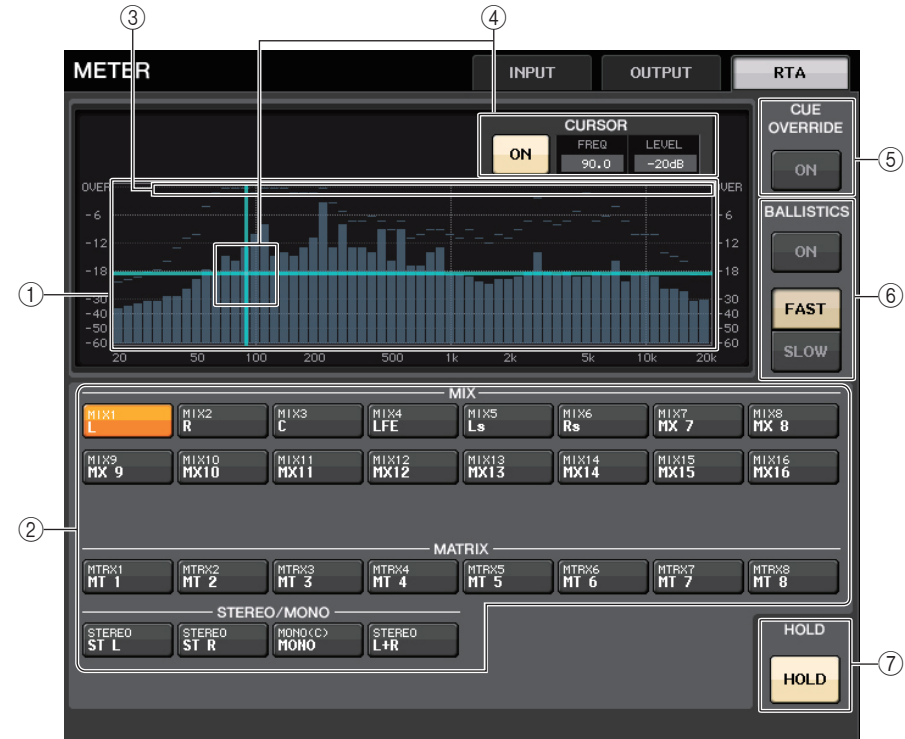 ③ ④
METER INPUT OUTPUT RTA
CURSOR
ON FREQ LEVEL
90.0 -20dB
CUE
OVERRIDE
ON
⑤
OVER OVER
-6 -6
-12 -12
-18 -18
-30 -30
-40 -40
-50 -50
-60 -60
20 50 100 200 500 1k 2k 5k 10k 20k
①
BALLISTICS
ON
FAST
SLOW
⑥
②
MIX
MIX1 MIX2 MIX3 MIX4 MIX5 MIX6 MIX7 MIX8
L R C LFE Ls Rs MX 7 MX 8
MIX9 MIX10 MIX11 MIX12 MIX13 MIX14 MIX15 MIX16
MX 9 MX10 MX11 MX12 MX13 MX14 MX15 MX16
MATRIX
MTRX1 MTRX2 MTRX3 MTRX4 MTRX5 MTRX6 MTRX7 MTRX8
MT 1 MT 2 MT 3 MT 4 MT 5 MT 6 MT 7 MT 8
STEREO/MONO
STEREO STEREO MONO(C) STEREO
ST L ST R MONO L+R
HOLD
HOLD
⑦